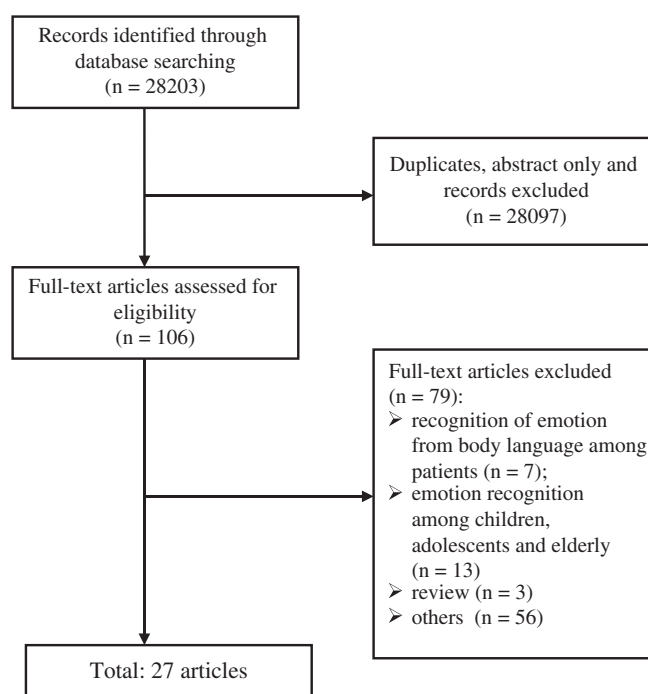 Records identified through
database searching
(n = 28203)
Duplicates, abstract only and
records excluded
(n = 28097)
Full-text articles assessed for
eligibility
(n = 106)
Full-text articles excluded
(n = 79):
➢ recognition of emotion
from body language among
patients (n = 7);
➢ emotion recognition
among children,
adolescents and elderly
(n = 13)
➢ review (n = 3)
➢ others (n = 56)
Total: 27 articles